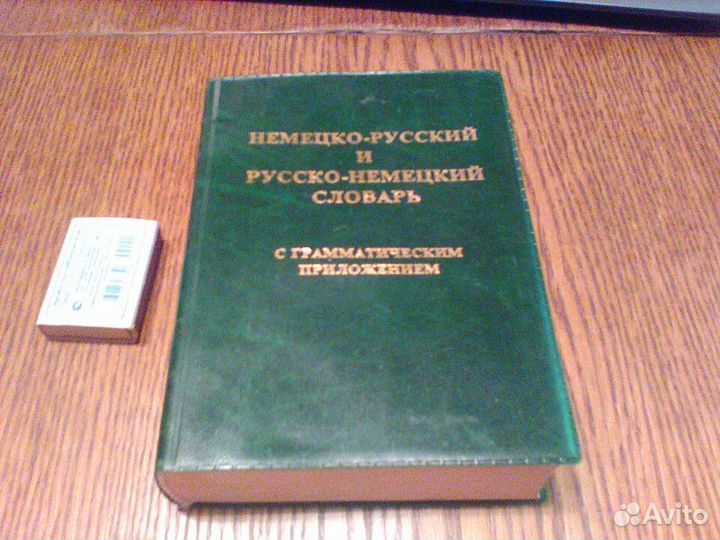 НЕМЕЦКО-РУССКИЙ
И
РУССКО-НЕМЕЦКИЙ
СЛОВАРЬ
С ГРАММАТИЧЕСКИМ
ПРИЛОЖЕНИЕМ
Avito